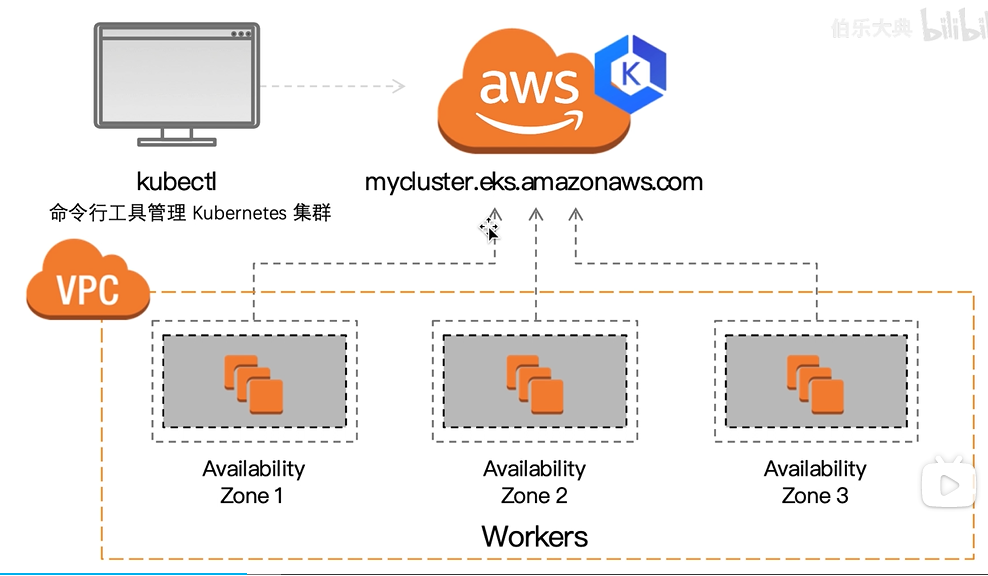 伯乐大典 bilibili
aws
K
kubectl
mycluster.eks.amazonaws.com
命令行工具管理 Kubernetes 集群
VPC
Availability
Zone 1
Availability
Zone 2
Availability
Zone 3
Workers